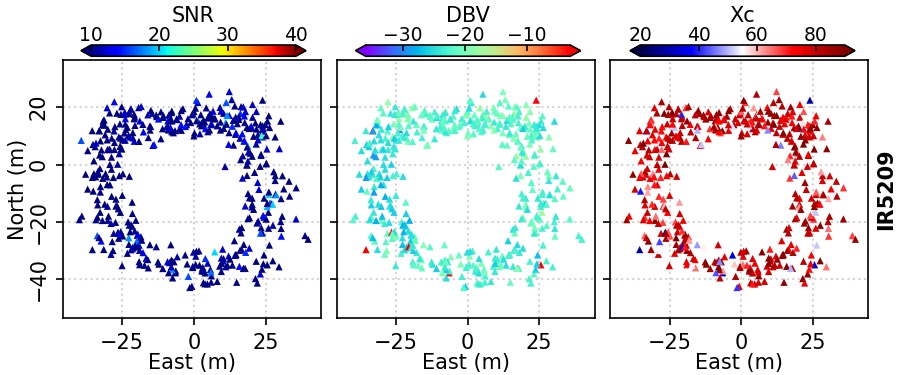 SNR DBV Xc
10 20 30 40 −30 −20 −10 20 40 60 80
20
0
−20
−40
North (m)
IR5209
−25 0 25 −25 0 25 −25 0 25
East (m) East (m) East (m)